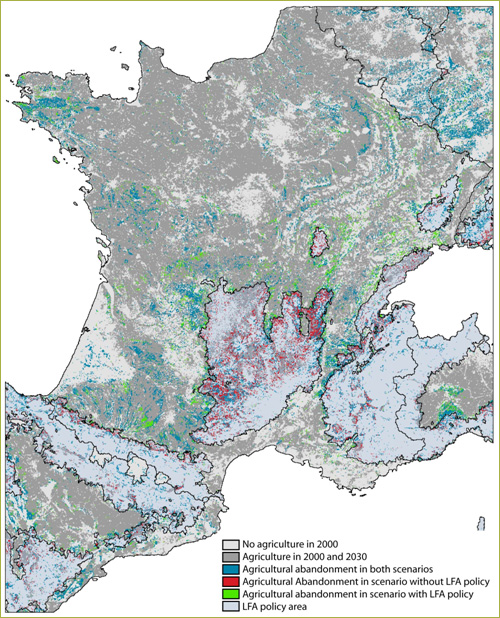 No agriculture in 2000
Agriculture in 2000 and 2030
Agricultural abandonment in both scenarios
Agricultural Abandonment in scenario without LFA policy
Agricultural abandonment in scenario with LFA policy
LFA policy area